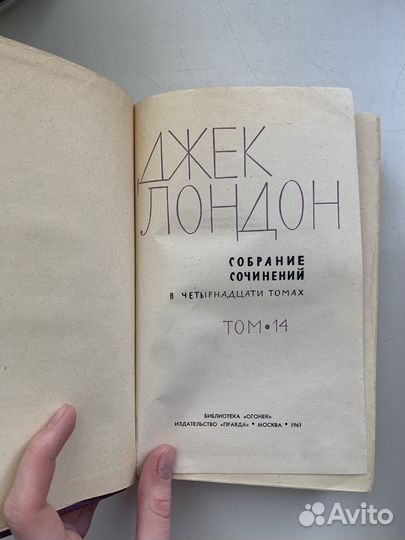 ДЖЕК
ЛОНДОН
СОБРАНИЕ
СОЧИНЕНИЙ
В ЧЕТЫРНАДЦАТИ ТОМАХ
ТОМ•14
БИБЛИОТЕКА «ОГОНЕК»
ИЗДАТЕЛЬСТВО «ПРАВДА» • МОСКВА • 1961
Avito